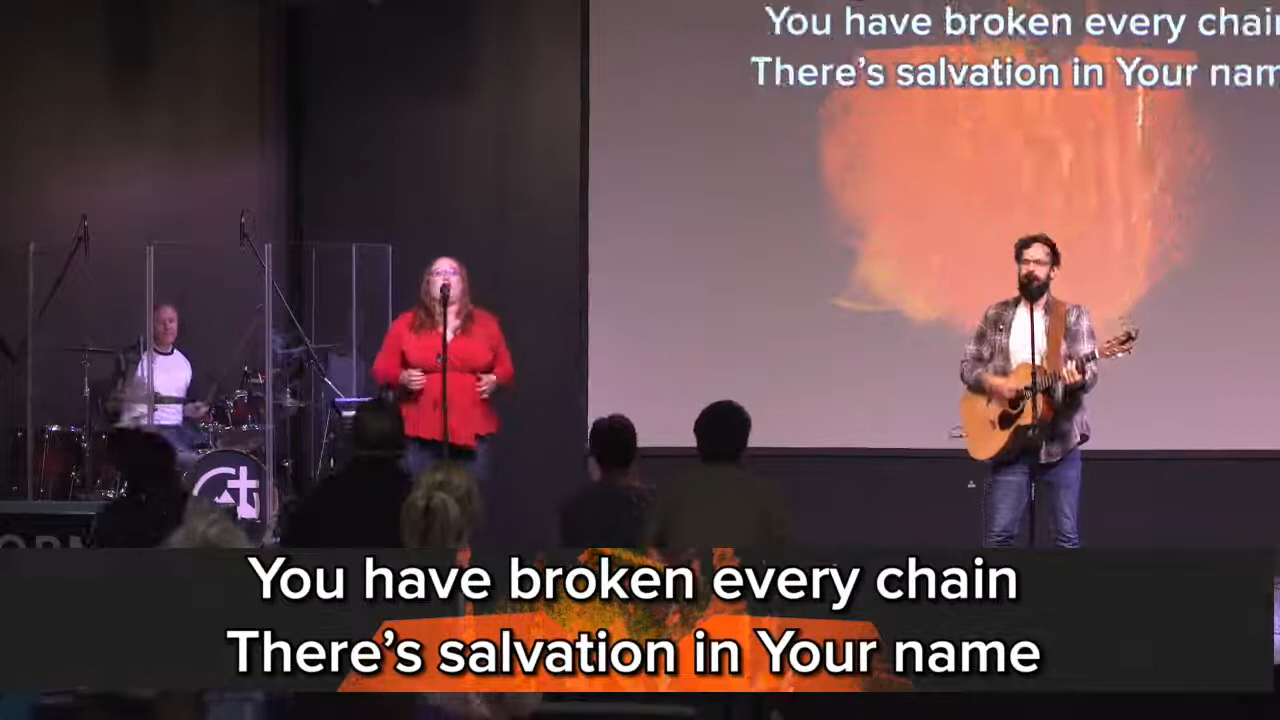 You have broken every chai
There's salvation in Your nam
You have broken every chain
There's salvation in Your name